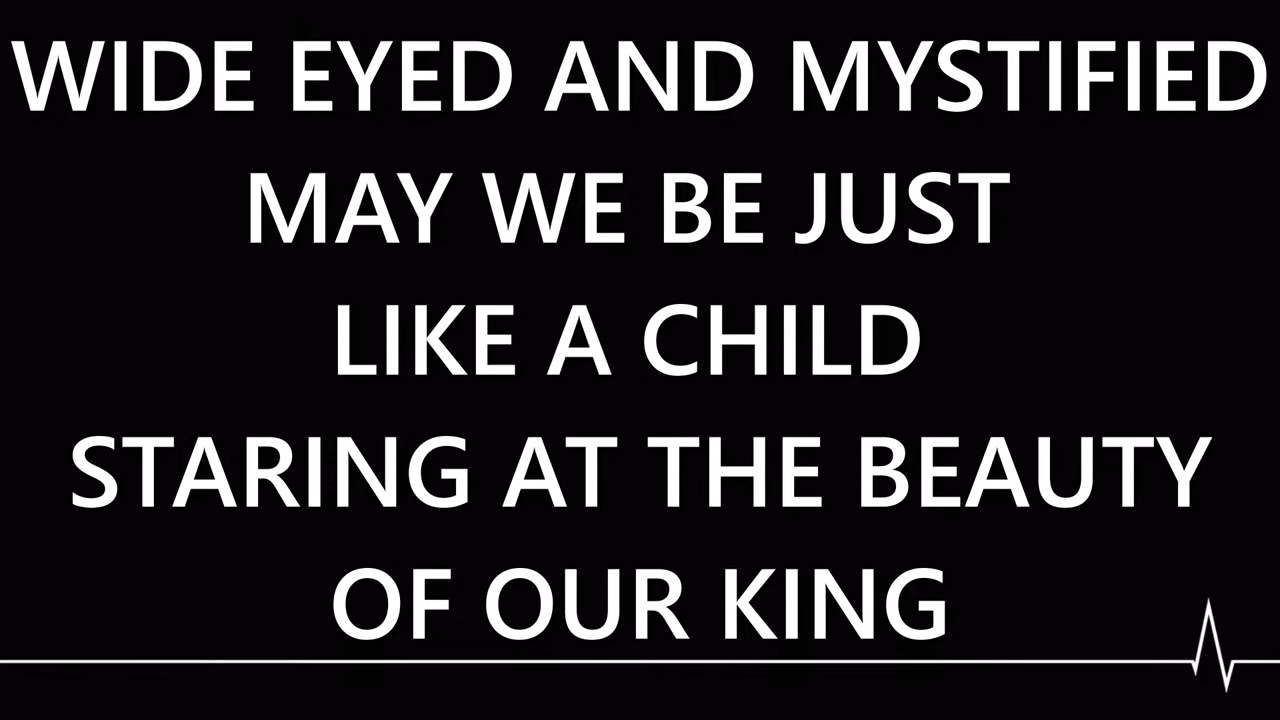 WIDE EYED AND MYSTIFIED
MAY WE BE JUST
LIKE A CHILD
STARING AT THE BEAUTY
OF OUR KING